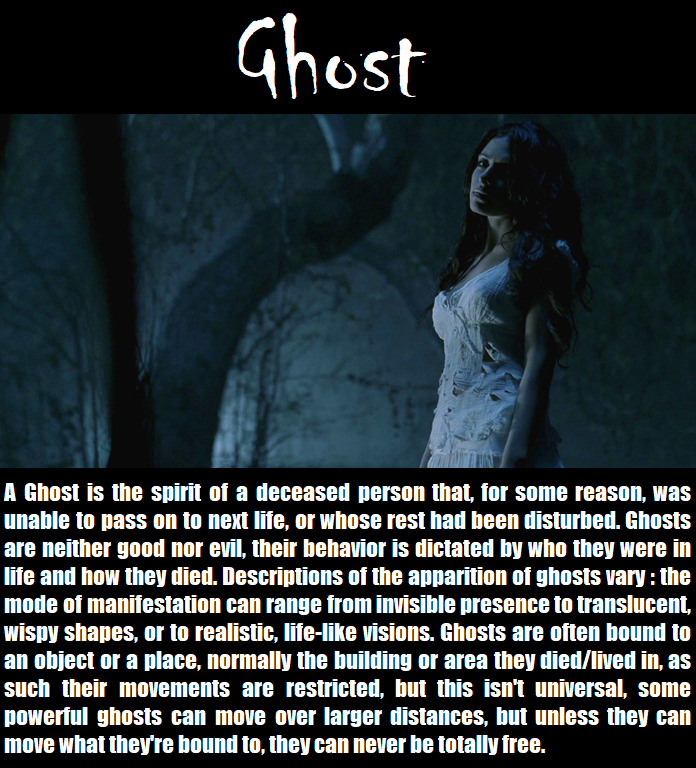 Ghost
A Ghost is the spirit of a deceased person that, for some reason, was
unable to pass on to next life, or whose rest had been disturbed. Ghosts
are neither good nor evil, their behavior is dictated by who they were in
life and how they died. Descriptions of the apparition of ghosts vary : the
mode of manifestation can range from invisible presence to translucent,
wispy shapes, or to realistic, life-like visions. Ghosts are often bound to
an object or a place, normally the building or area they died/lived in, as
such their movements are restricted, but this isn't universal, some
powerful ghosts can move over larger distances, but unless they can
move what they're bound to, they can never be totally free.